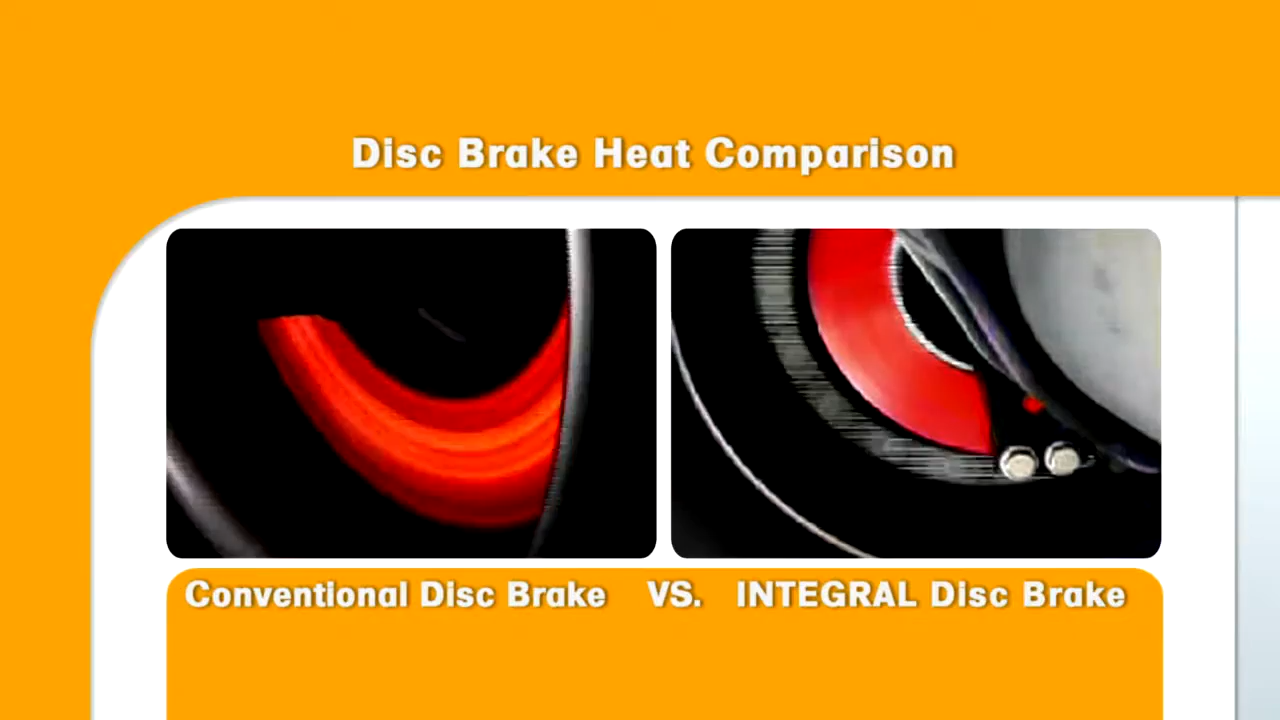 Disc Brake Heat Comparison
Conventional Disc Brake VS. INTEGRAL Disc Brake